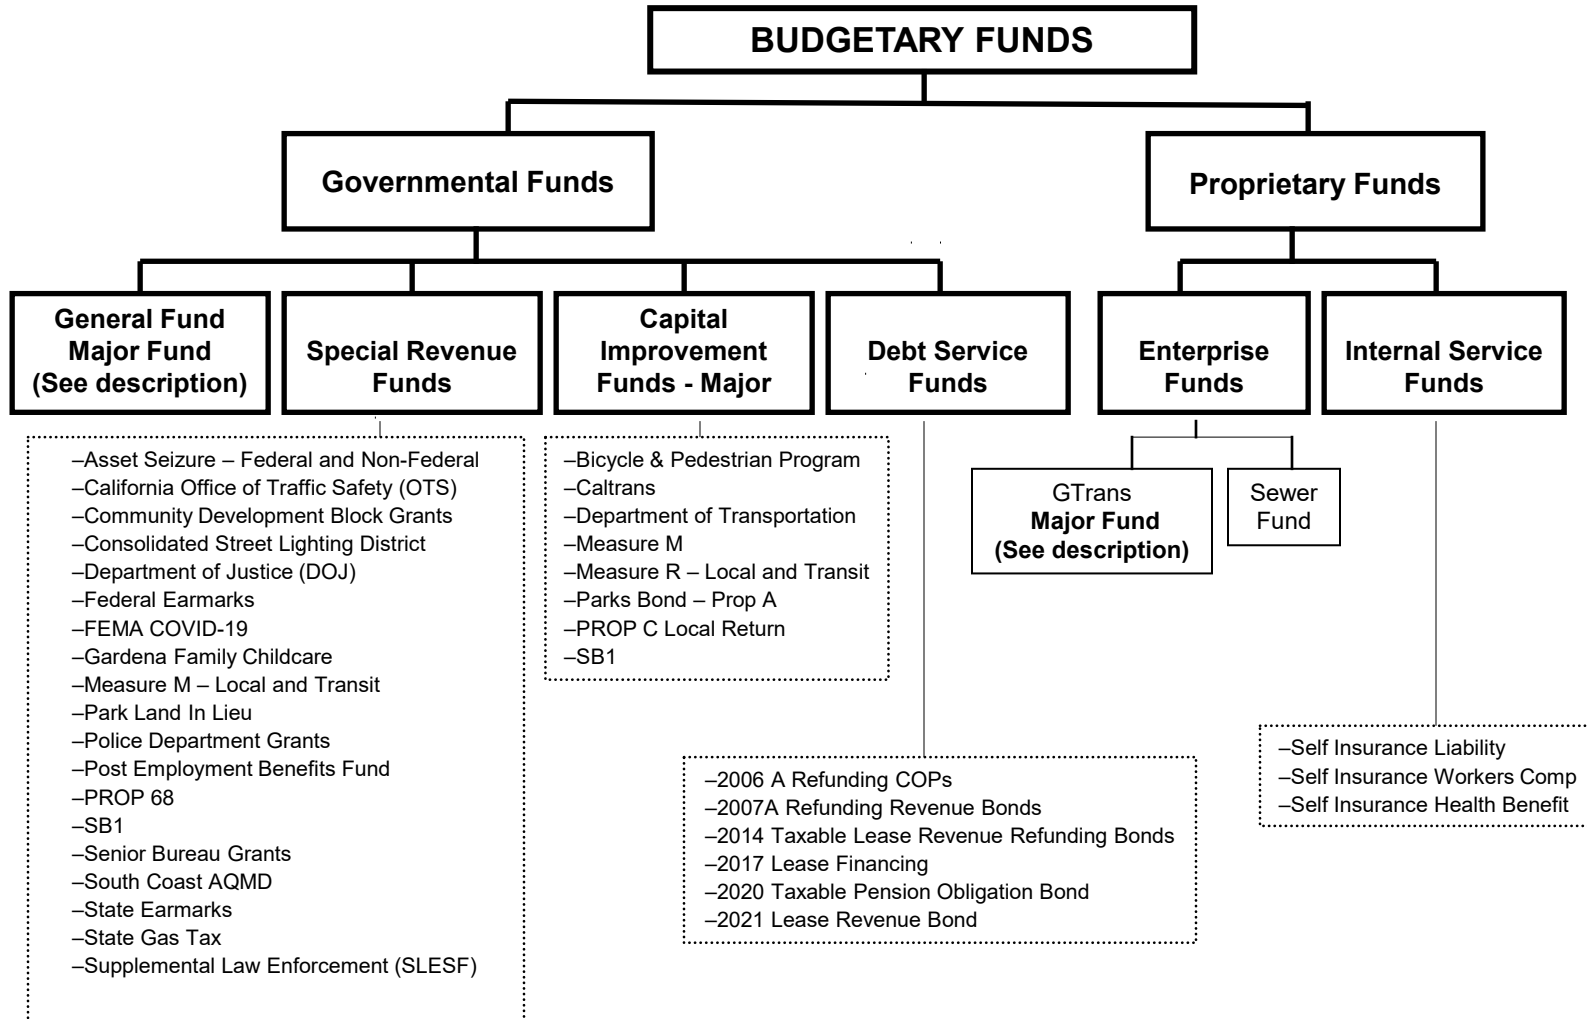 BUDGETARY FUNDS
Governmental Funds
Proprietary Funds
General Fund
Major Fund
(See description)
Special Revenue
Funds
Capital
Improvement
Funds - Major
Debt Service
Funds
Enterprise
Funds
Internal Service
Funds
–Asset Seizure – Federal and Non-Federal
–California Office of Traffic Safety (OTS)
–Community Development Block Grants
–Consolidated Street Lighting District
–Department of Justice (DOJ)
–Federal Earmarks
–FEMA COVID-19
–Gardena Family Childcare
–Measure M – Local and Transit
–Park Land In Lieu
–Police Department Grants
–Post Employment Benefits Fund
–PROP 68
–SB1
–Senior Bureau Grants
–South Coast AQMD
–State Earmarks
–State Gas Tax
–Supplemental Law Enforcement (SLESF)
–Bicycle & Pedestrian Program
–Caltrans
–Department of Transportation
–Measure M
–Measure R – Local and Transit
–Parks Bond – Prop A
–PROP C Local Return
–SB1
–2006 A Refunding COPs
–2007A Refunding Revenue Bonds
–2014 Taxable Lease Revenue Refunding Bonds
–2017 Lease Financing
–2020 Taxable Pension Obligation Bond
–2021 Lease Revenue Bond
GTrans
Major Fund
(See description)
Sewer
Fund
–Self Insurance Liability
–Self Insurance Workers Comp
–Self Insurance Health Benefit